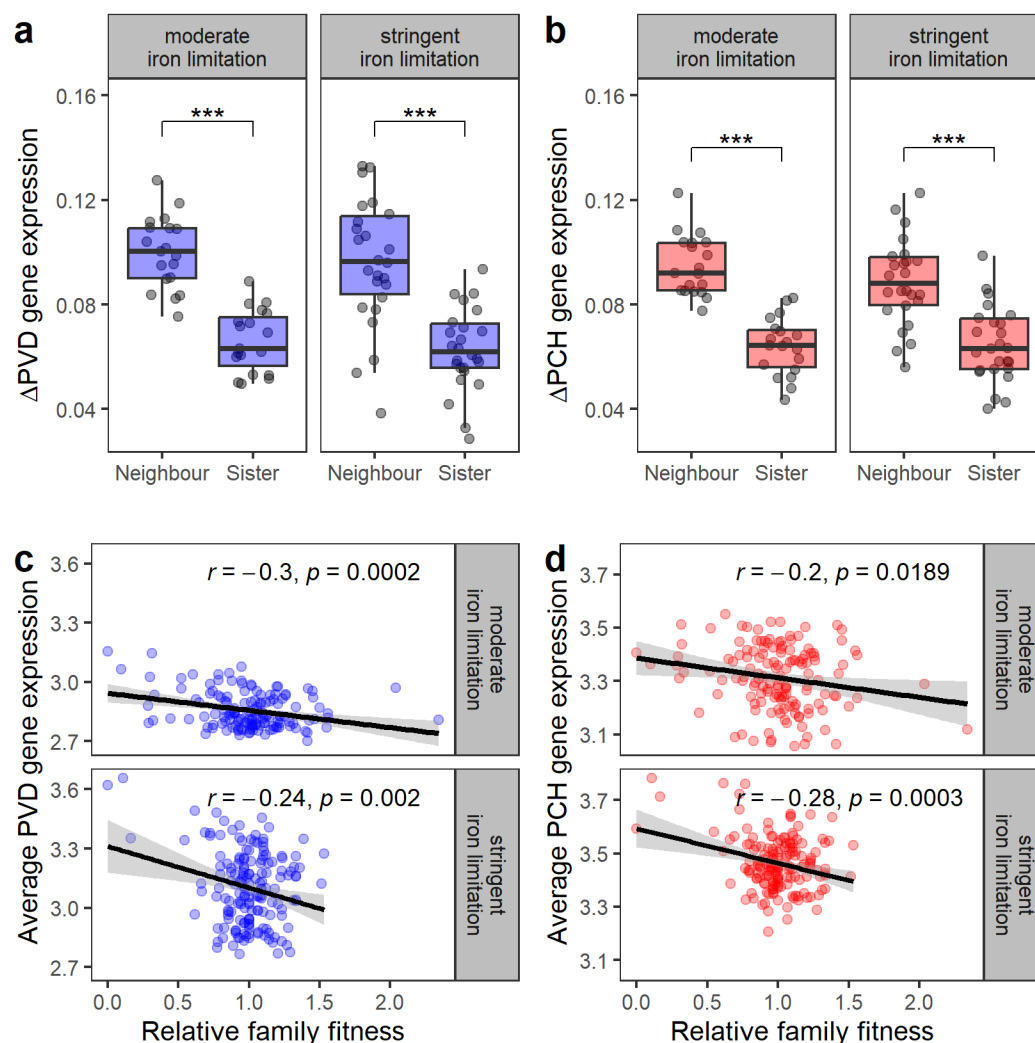 a
moderate
iron limitation
stringent
iron limitation
ΔPVD gene expression
0.16
0.12
0.08
0.04
***
***
Neighbour
Sister
Neighbour
Sister
b
moderate
iron limitation
stringent
iron limitation
ΔPCH gene expression
0.16
0.12
0.08
0.04
***
***
Neighbour
Sister
Neighbour
Sister
c
Average PVD gene expression
3.6
3.3
3.0
2.7
r = −0.3, p = 0.0002
moderate
iron limitation
3.6
3.3
3.0
2.7
r = −0.24, p = 0.002
stringent
iron limitation
0.0
0.5
1.0
1.5
2.0
Relative family fitness
d
Average PCH gene expression
3.7
3.5
3.3
3.1
r = −0.2, p = 0.0189
moderate
iron limitation
3.7
3.5
3.3
3.1
r = −0.28, p = 0.0003
stringent
iron limitation
0.0
0.5
1.0
1.5
2.0
Relative family fitness